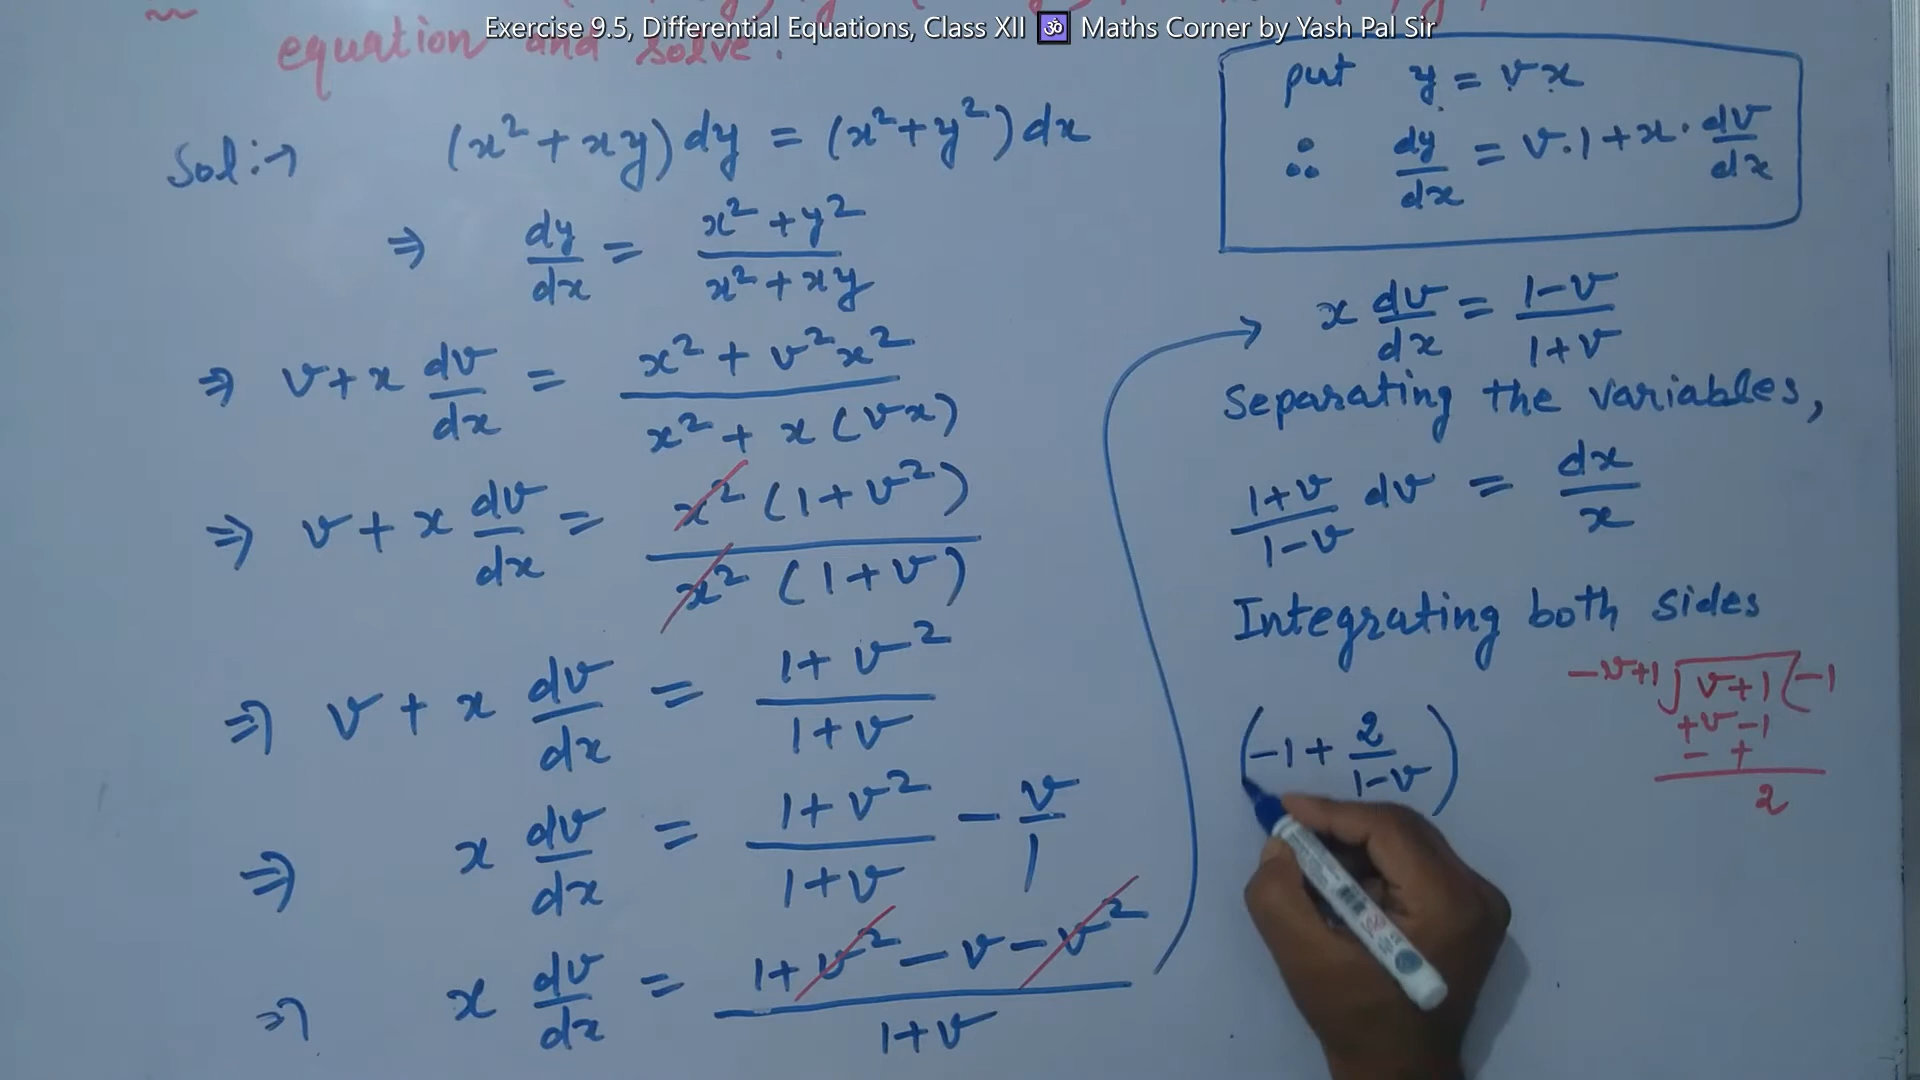 Exercise 9.5, Differential Equations, Class XII 🕉 Maths Corner by Yash Pal Sir
equation and solve.
Sol:→ (x² + xy) dy = (x² + y²) dx
⇒ dy/dx = (x² + y²)/(x² + xy)
⇒ v + x dv/dx = (x² + v²x²)/(x² + x(vx))
⇒ v + x dv/dx = x²(1 + v²)/x²(1 + v)
⇒ v + x dv/dx = (1 + v²)/(1 + v)
⇒ x dv/dx = (1 + v²)/(1 + v) - v/1
⇒ x dv/dx = (1 + v² - v - v²)/(1 + v)
put y = vx
∴ dy/dx = v·1 + x·dv/dx
x dv/dx = (1-v)/(1+v)
Separating the variables,
(1+v)/(1-v) dv = dx/x
Integrating both sides
(-1 + 2/(1-v))
-v+1 ) v+1 ( -1
+v -1
- +
2